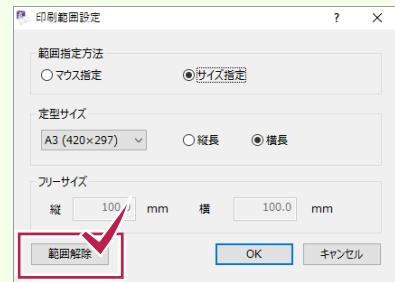 印刷範囲設定 ? ×
範囲指定方法
マウス指定 サイズ指定
定型サイズ
A3 (420×297) 縦長 横長
フリーサイズ
縦 100.0 mm 横 100.0 mm
範囲解除 OK キャンセル